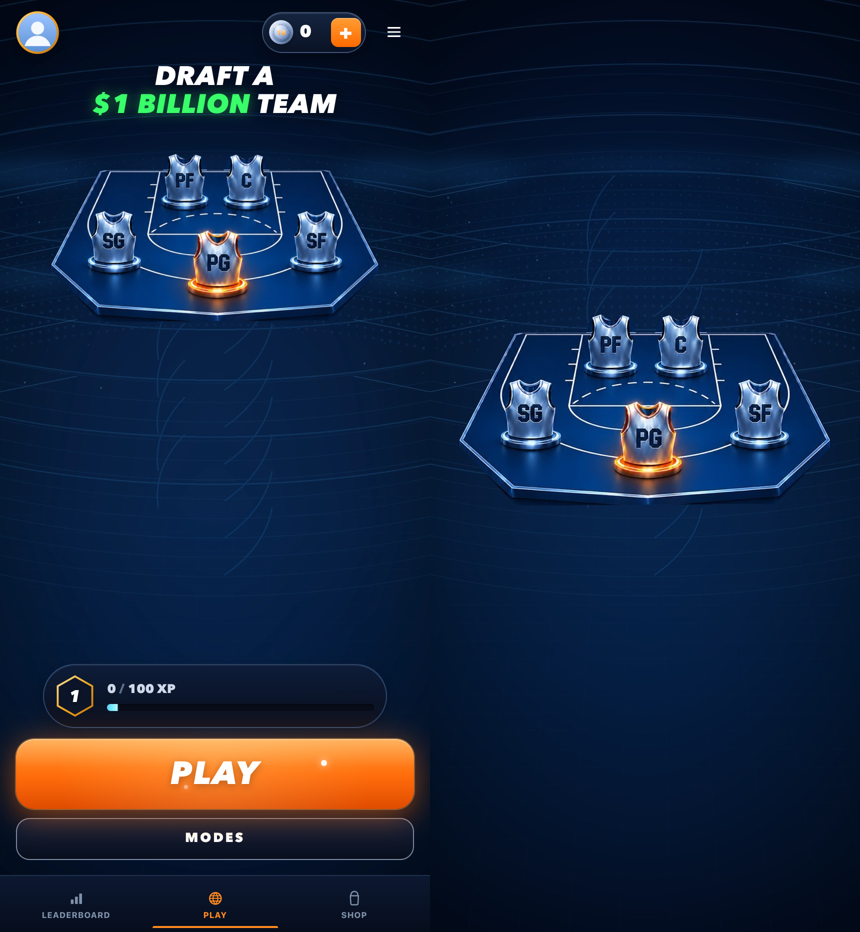 0
DRAFT A
$1 BILLION TEAM
PF C
SG PG SF
1
0 / 100 XP
PLAY
MODES
LEADERBOARD PLAY SHOP
PF C
SG PG SF